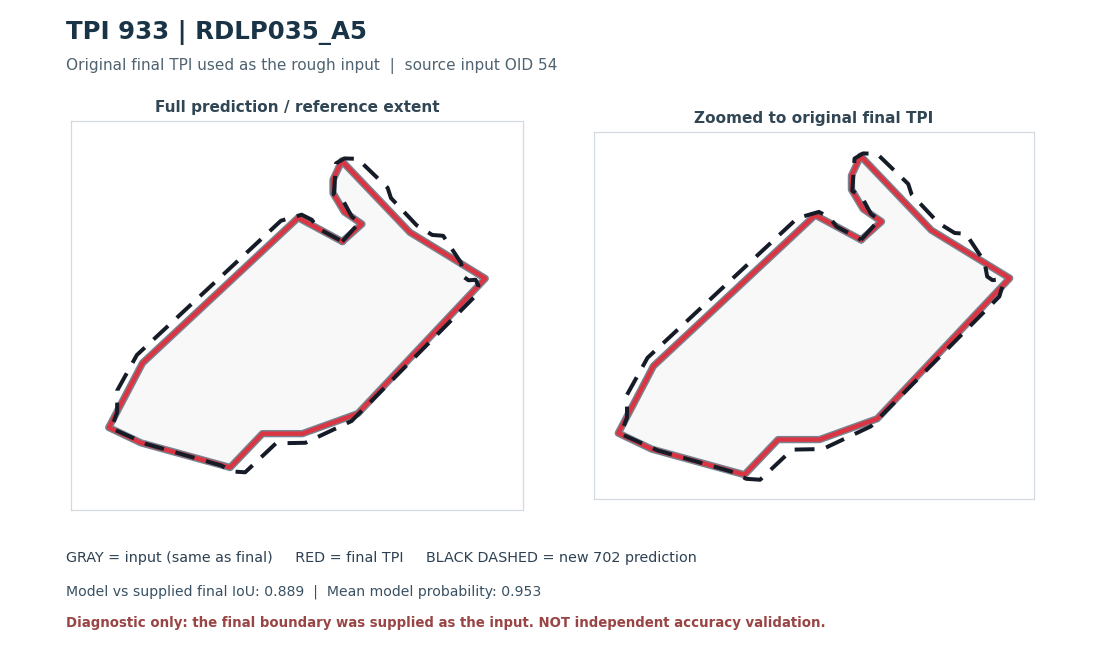 TPI 933 | RDLP035_A5
Original final TPI used as the rough input | source input OID 54
Full prediction / reference extent
Zoomed to original final TPI
GRAY = input (same as final) RED = final TPI BLACK DASHED = new 702 prediction
Model vs supplied final IoU: 0.889 | Mean model probability: 0.953
Diagnostic only: the final boundary was supplied as the input. NOT independent accuracy validation.